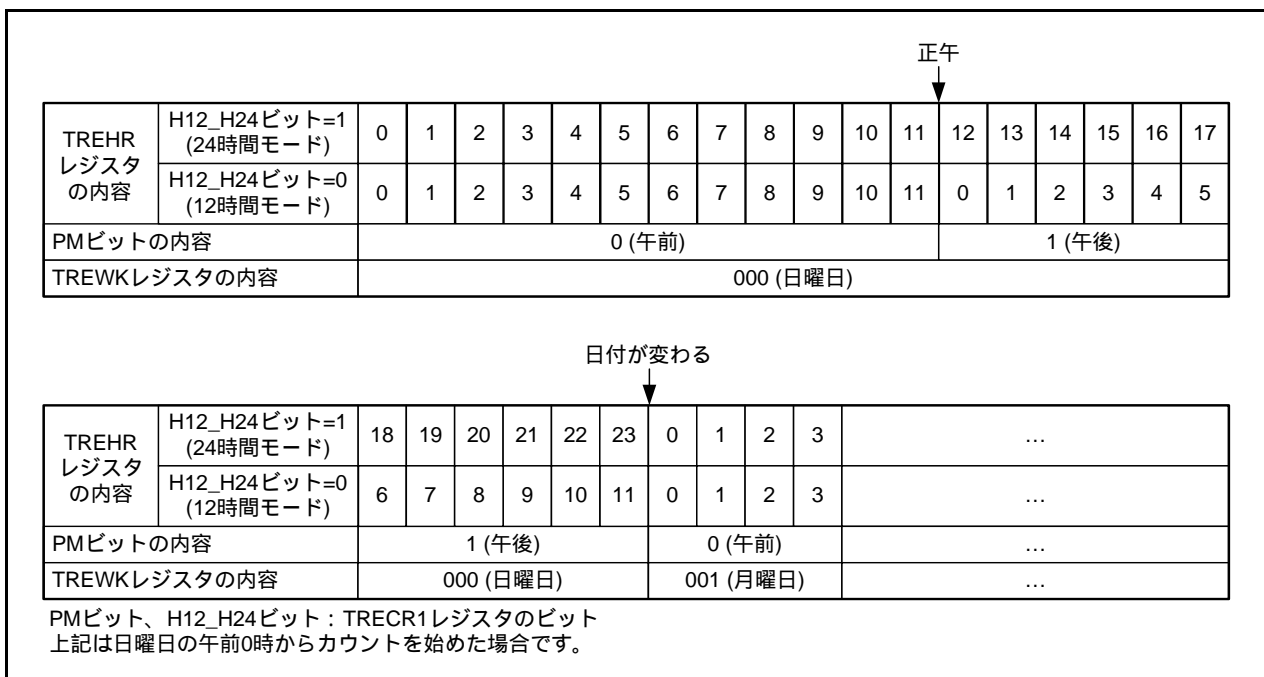 正午
TREHR
レジスタ
の内容
H12_H24ビット=1
(24時間モード)
0 1 2 3 4 5 6 7 8 9 10 11 12 13 14 15 16 17
H12_H24ビット=0
(12時間モード)
0 1 2 3 4 5 6 7 8 9 10 11 0 1 2 3 4 5
PMビットの内容 0 (午前) 1 (午後)
TREWKレジスタの内容 000 (日曜日)
日付が変わる
TREHR
レジスタ
の内容
H12_H24ビット=1
(24時間モード)
18 19 20 21 22 23 0 1 2 3 …
H12_H24ビット=0
(12時間モード)
6 7 8 9 10 11 0 1 2 3 …
PMビットの内容 1 (午後) 0 (午前) …
TREWKレジスタの内容 000 (日曜日) 001 (月曜日) …
PMビット、H12_H24ビット：TRECR1レジスタのビット
上記は日曜日の午前0時からカウントを始めた場合です。